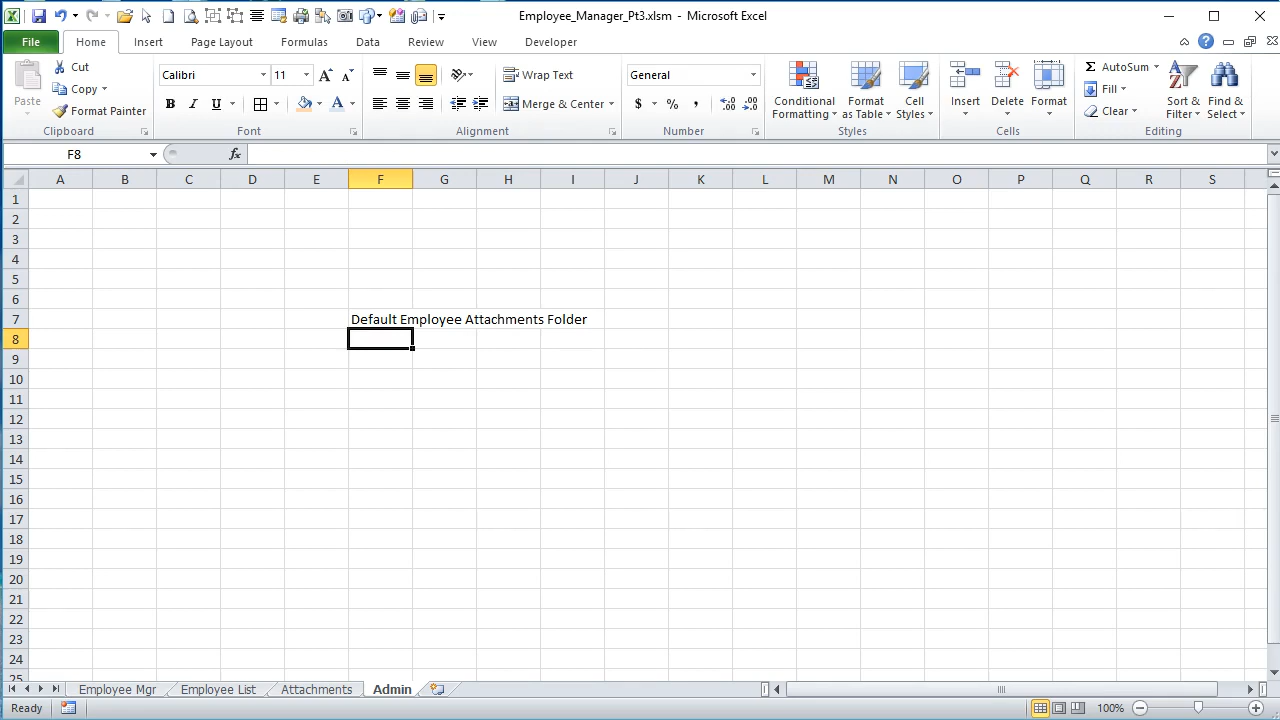 Employee_Manager_Pt3.xlsm - Microsoft Excel
File Home Insert Page Layout Formulas Data Review View Developer
Paste
Cut
Copy
Format Painter
Clipboard
Calibri 11
B I U
Font
Wrap Text
Merge & Center
Alignment
General
$ % ,
Number
Conditional Formatting
Format as Table
Cell Styles
Styles
Insert
Delete
Format
Cells
AutoSum
Fill
Clear
Sort & Filter
Find & Select
Editing
F8 fx
A B C D E F G H I J K L M N O P Q R S
1
2
3
4
5
6
7 Default Employee Attachments Folder
8
9
10
11
12
13
14
15
16
17
18
19
20
21
22
23
24
25
Employee Mgr Employee List Attachments Admin
Ready 100%